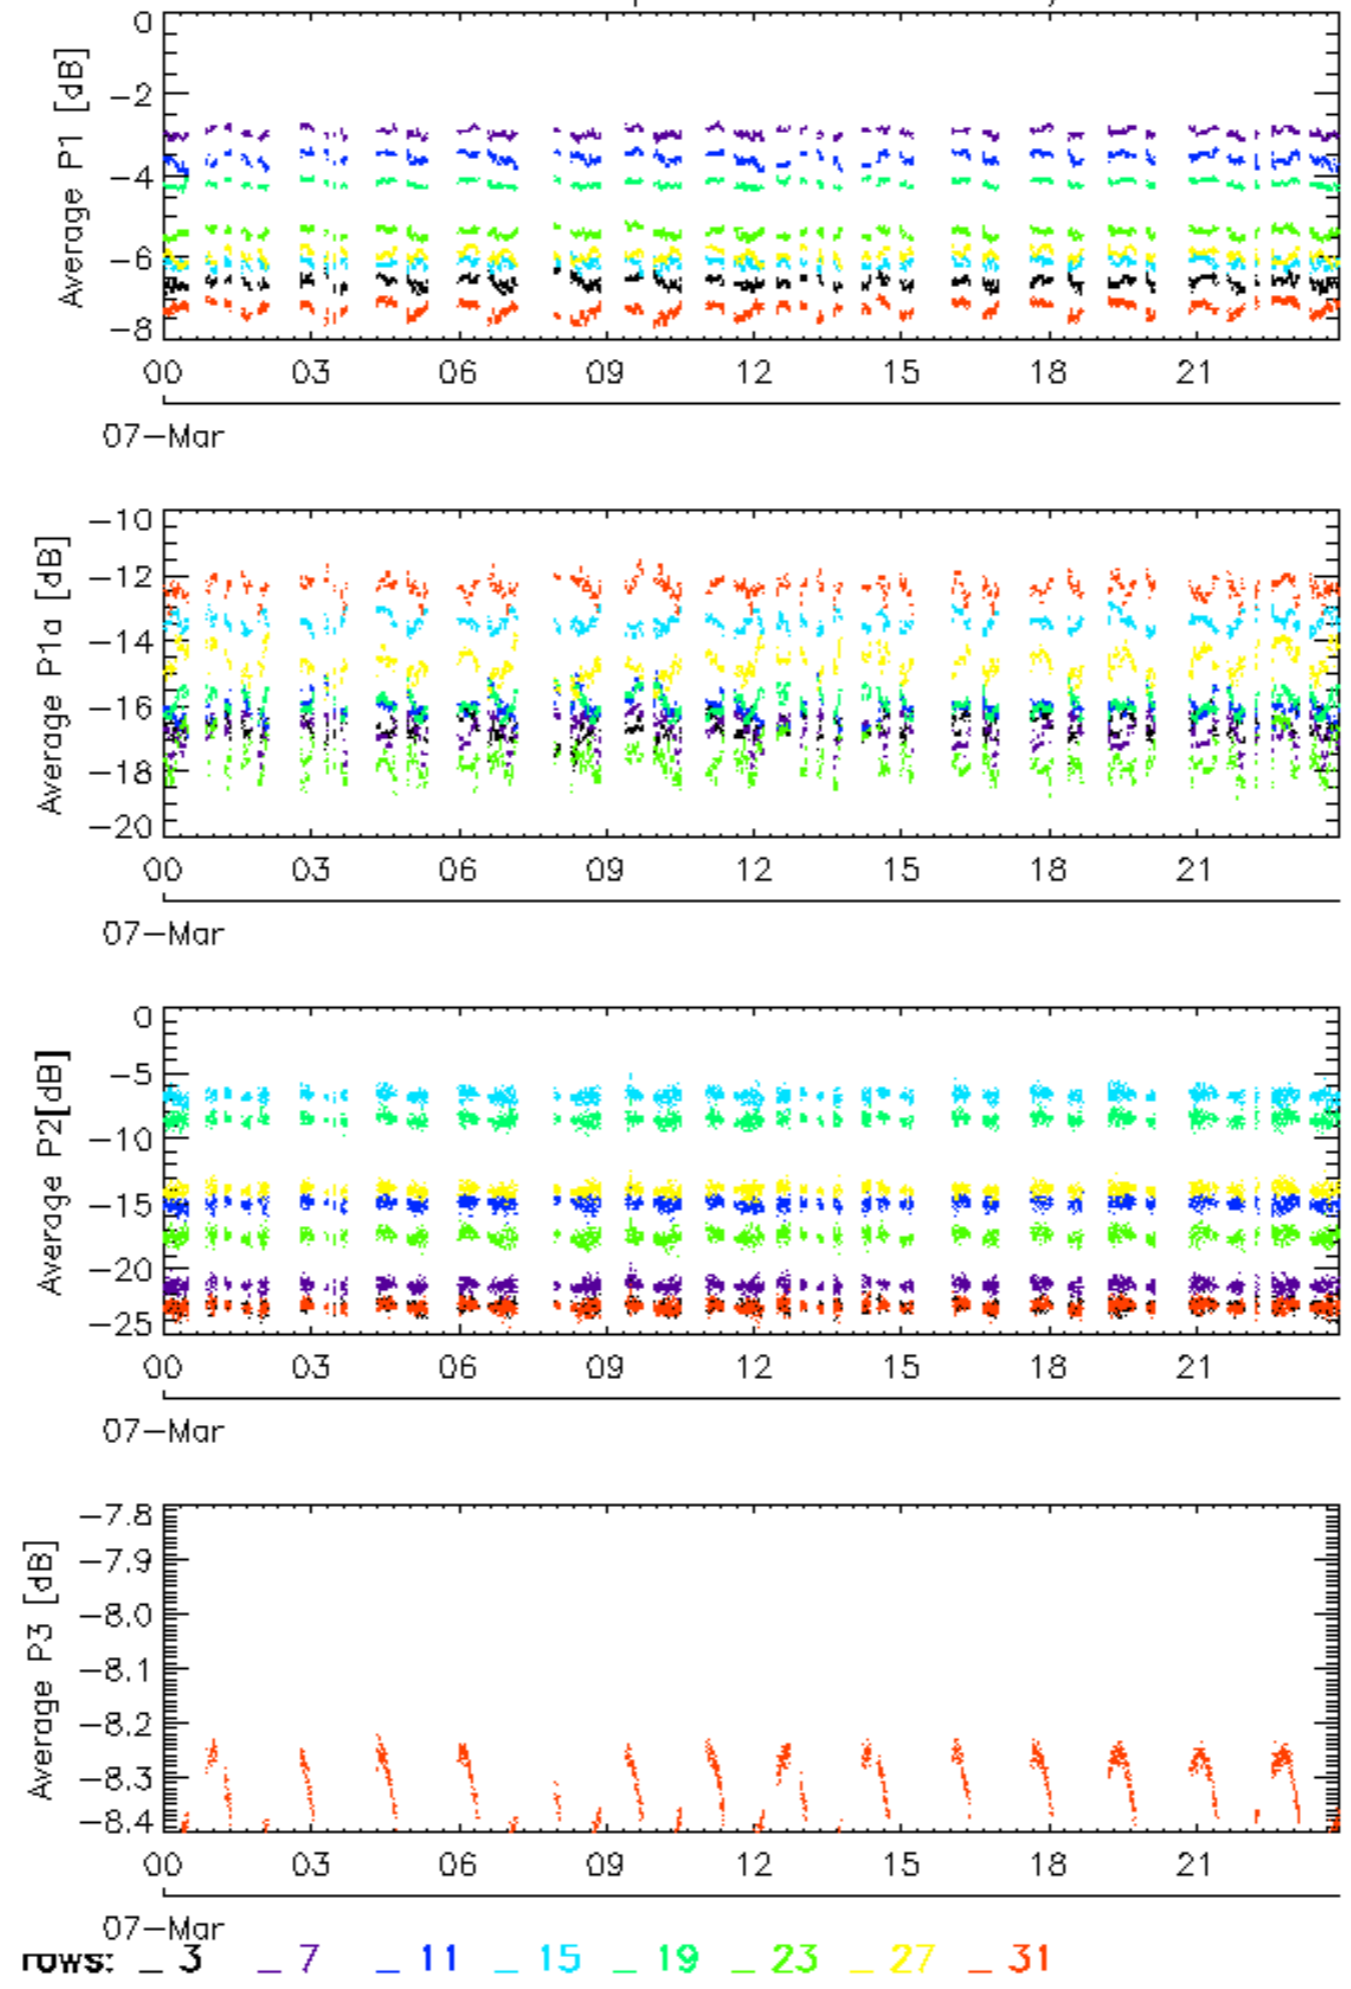 0
−2
−4
−6
−8
Average P1 [dB]
00 03 06 09 12 15 18 21
07−Mar
−10
−12
−14
−16
−18
−20
Average P1a [dB]
00 03 06 09 12 15 18 21
07−Mar
0
−5
−10
−15
−20
−25
Average P2[dB]
00 03 06 09 12 15 18 21
07−Mar
−7.8
−7.9
−8.0
−8.1
−8.2
−8.3
−8.4
Average P3 [dB]
00 03 06 09 12 15 18 21
07−Mar
rows: _ 3 _ 7 _ 11 _ 15 _ 19 _ 23 _ 27 _ 31